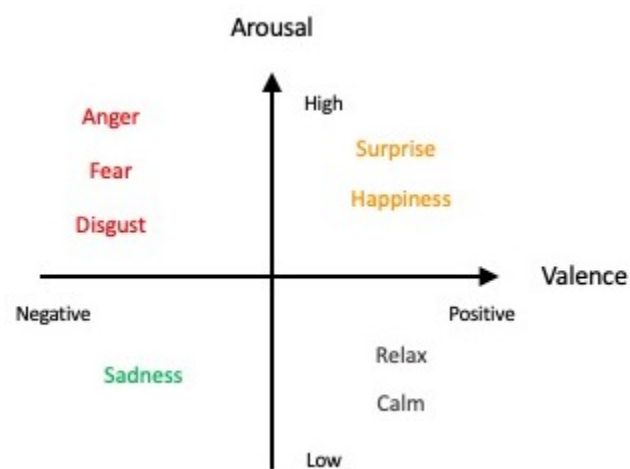 Arousal
High
Anger
Surprise
Fear
Happiness
Disgust
Valence
Negative
Positive
Relax
Sadness
Calm
Low